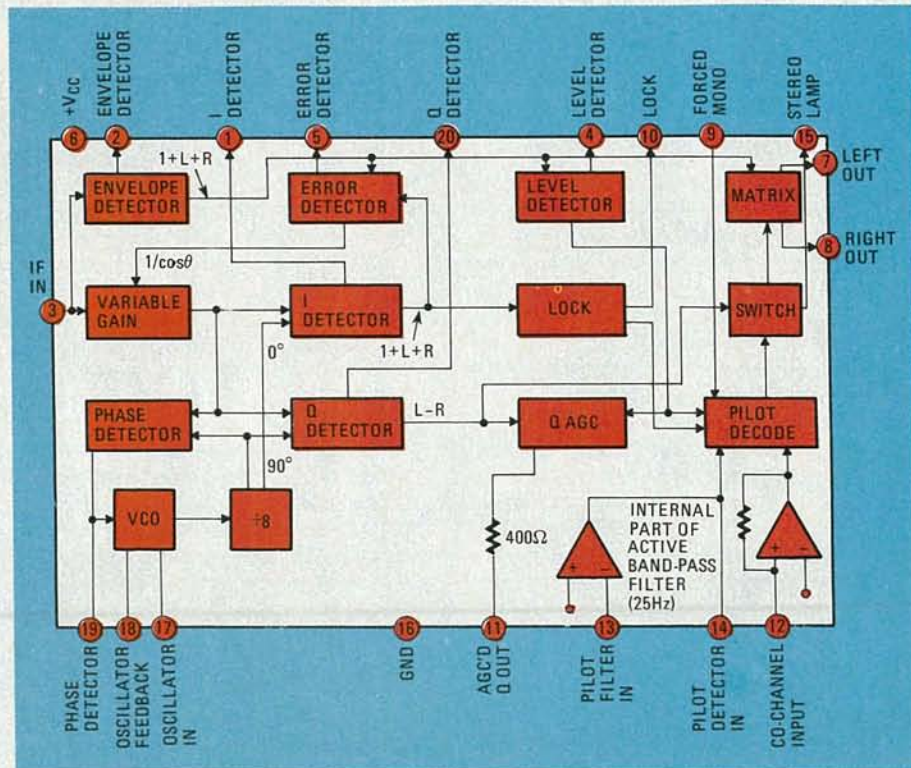 +VCC
ENVELOPE
DETECTOR
I
DETECTOR
ERROR
DETECTOR
Q
DETECTOR
LEVEL
DETECTOR
LOCK
FORCED
MONO
STEREO
LAMP
6
2
1
5
20
4
10
9
15
7
LEFT
OUT
1+L+R
ENVELOPE
DETECTOR
ERROR
DETECTOR
LEVEL
DETECTOR
MATRIX
8
RIGHT
OUT
1/cosθ
IF
IN
3
VARIABLE
GAIN
I
DETECTOR
LOCK
SWITCH
0°
1+L+R
PHASE
DETECTOR
Q
DETECTOR
L–R
Q AGC
PILOT
DECODE
90°
VCO
÷8
400Ω
INTERNAL
PART OF
ACTIVE
BAND-PASS
FILTER
(25Hz)
+ –
+ –
19
18
17
16
11
13
14
12
PHASE
DETECTOR
OSCILLATOR
FEEDBACK
OSCILLATOR
IN
GND
AGC'D
Q OUT
PILOT
FILTER
IN
PILOT
DETECTOR
IN
CO-CHANNEL
INPUT